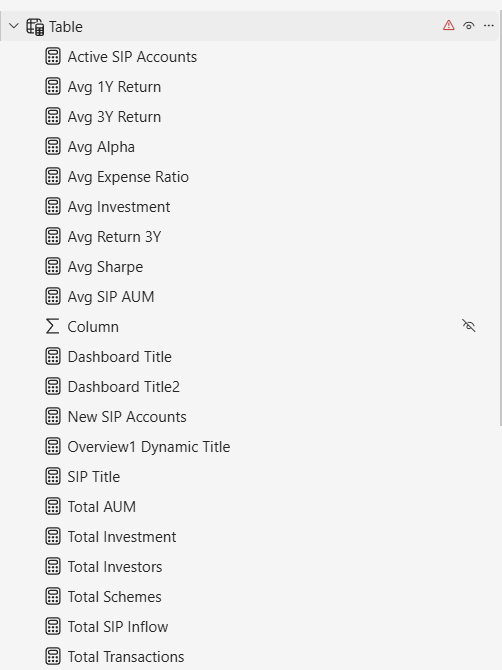 Table
Active SIP Accounts
Avg 1Y Return
Avg 3Y Return
Avg Alpha
Avg Expense Ratio
Avg Investment
Avg Return 3Y
Avg Sharpe
Avg SIP AUM
Column
Dashboard Title
Dashboard Title2
New SIP Accounts
Overview1 Dynamic Title
SIP Title
Total AUM
Total Investment
Total Investors
Total Schemes
Total SIP Inflow
Total Transactions